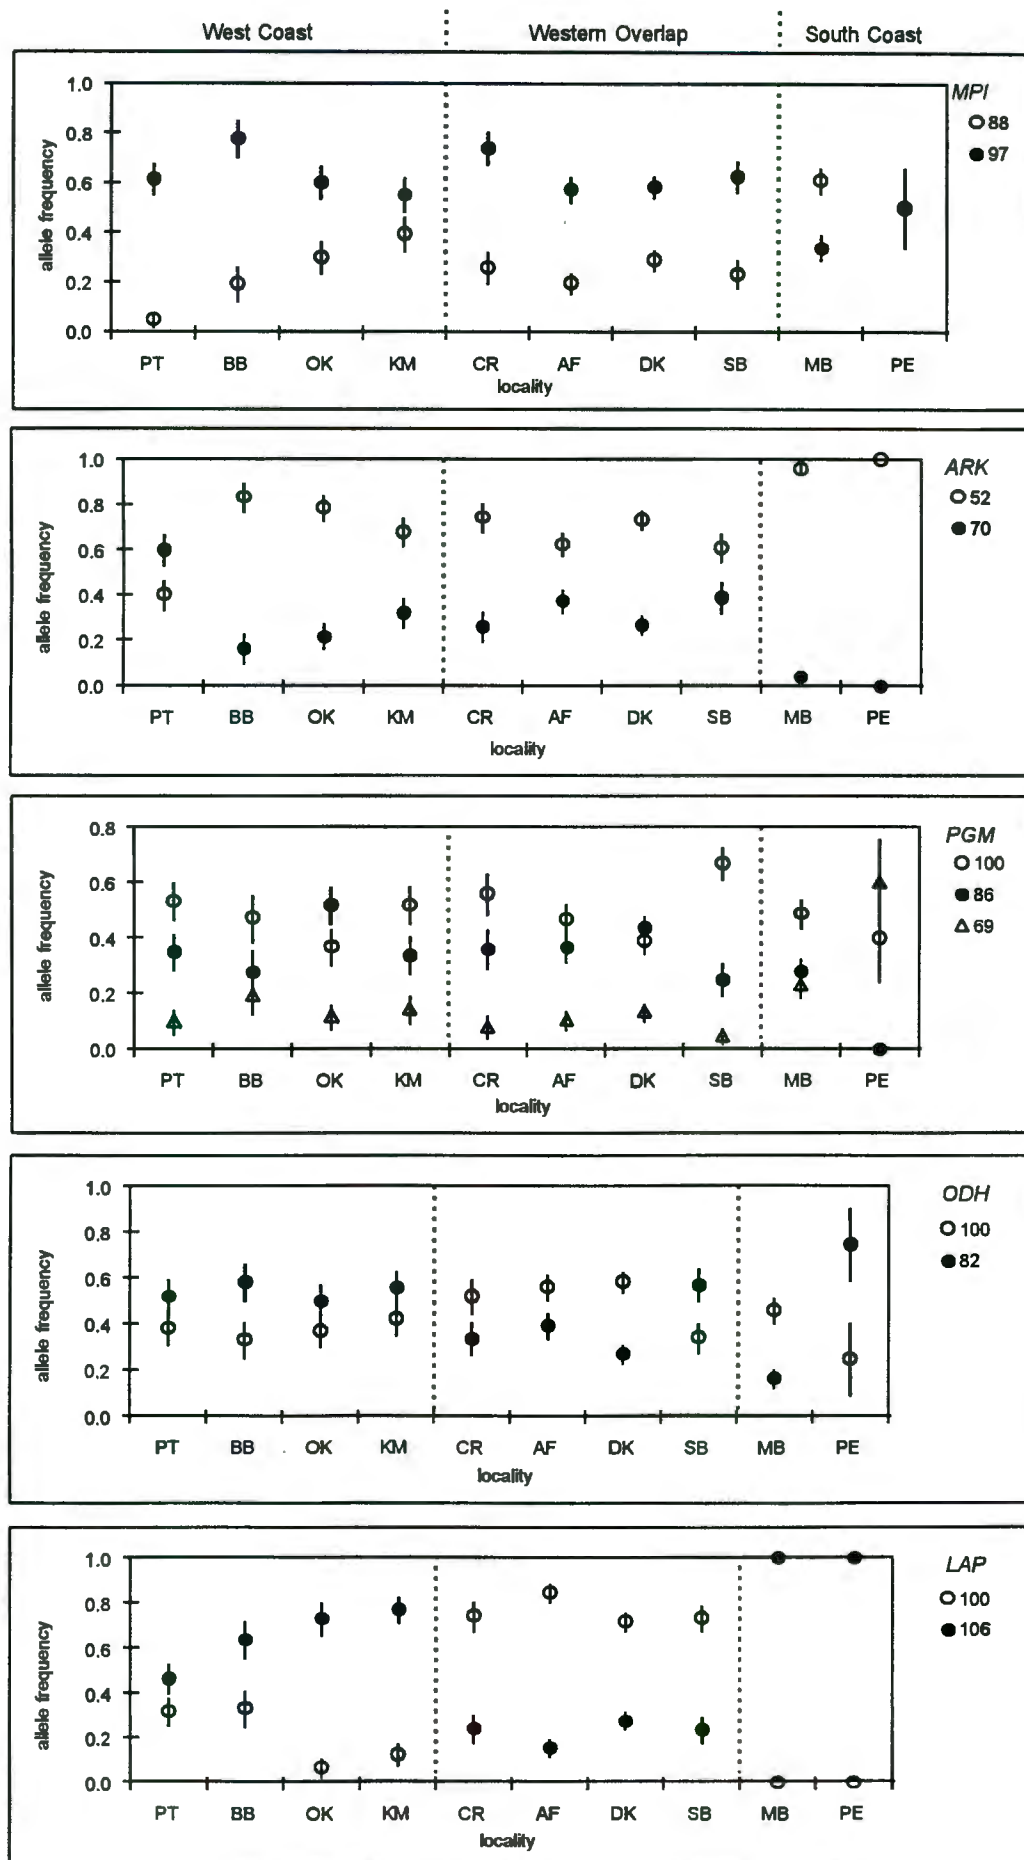 West Coast Western Overlap South Coast
MPI
88
97
allele frequency
1.0
0.8
0.6
0.4
0.2
0.0
PT BB OK KM CR AF DK SB MB PE
locality
ARK
52
70
allele frequency
1.0
0.8
0.6
0.4
0.2
0.0
PT BB OK KM CR AF DK SB MB PE
locality
PGM
100
86
69
allele frequency
0.8
0.6
0.4
0.2
0.0
PT BB OK KM CR AF DK SB MB PE
locality
ODH
100
82
allele frequency
1.0
0.8
0.6
0.4
0.2
0.0
PT BB OK KM CR AF DK SB MB PE
locality
LAP
100
106
allele frequency
1.0
0.8
0.6
0.4
0.2
0.0
PT BB OK KM CR AF DK SB MB PE
locality